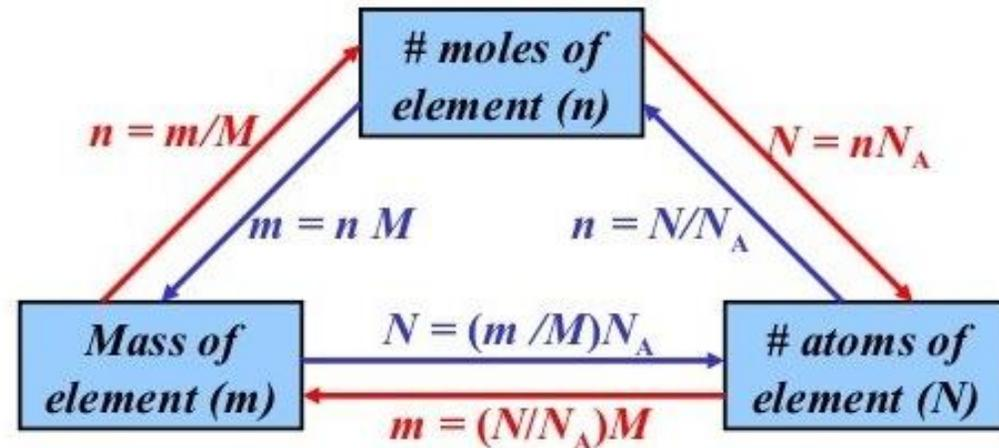 # moles of
element (n)
n = m/M
N = nN_A
m = n M
n = N/N_A
Mass of
element (m)
N = (m /M)N_A
m = (N/N_A)M
# atoms of
element (N)